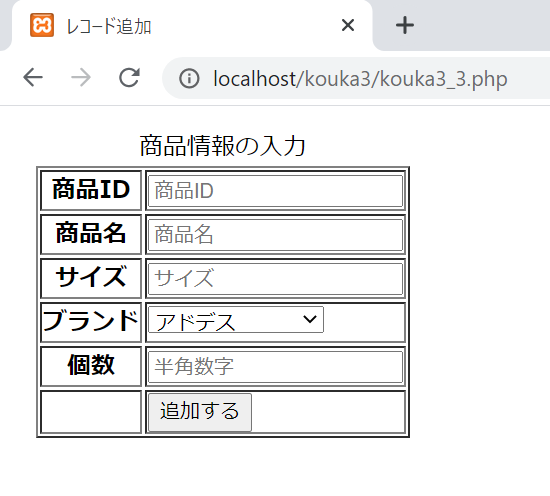 レコード追加
localhost/kouka3/kouka3_3.php
商品情報の入力
商品ID 商品ID
商品名 商品名
サイズ サイズ
ブランド アドデス
個数 半角数字
追加する